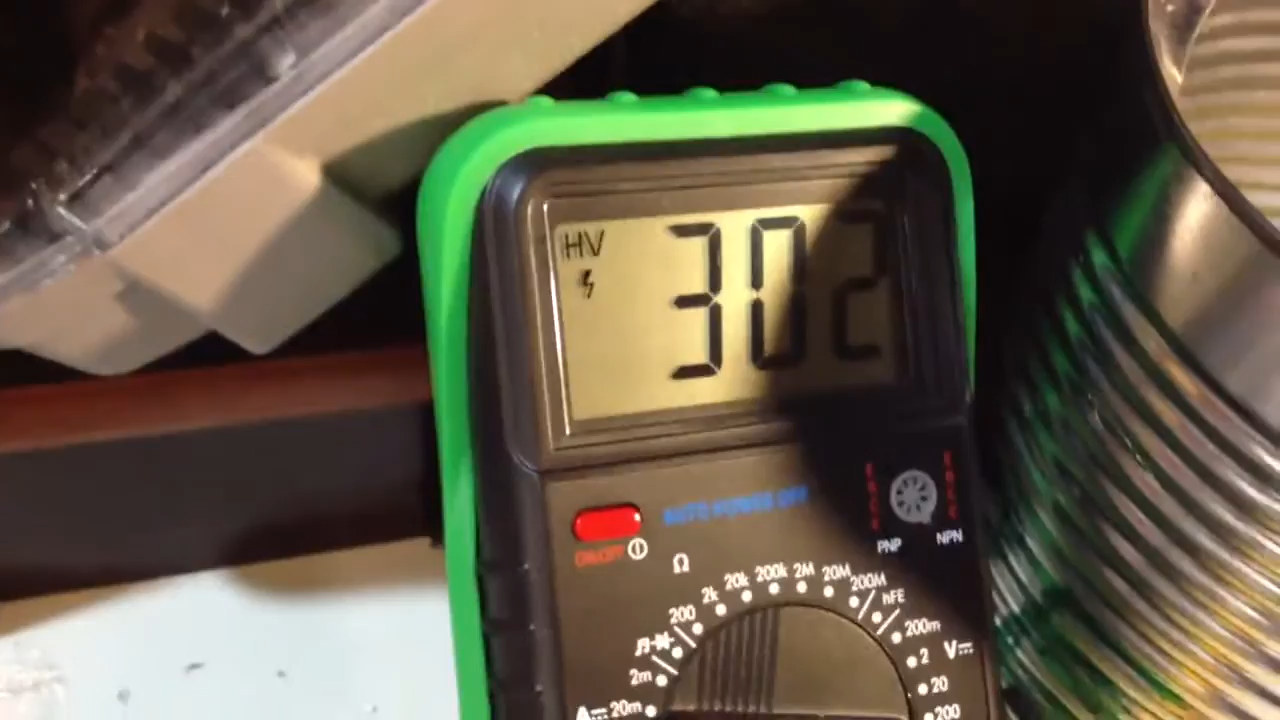 HV
302
AUTO POWER OFF
ON/OFF
PNP NPN
Ω
200 2k 20k 200k 2M 20M 200M hFE
200m
2 V
20
200
2m
A 20m